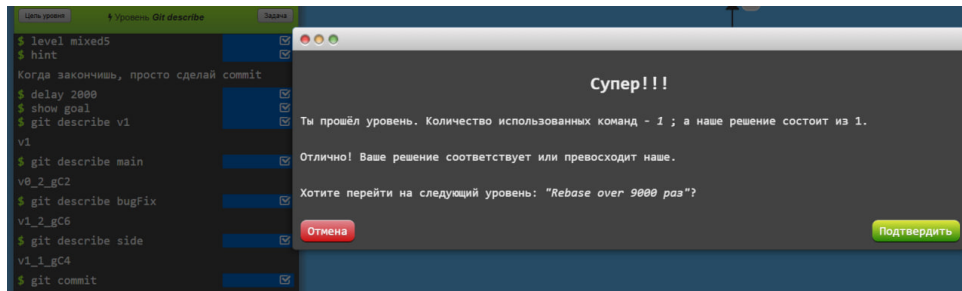 Цель уровня
Уровень Git describe
Задача
$ level mixed5
$ hint
Когда закончишь, просто сделай commit
$ delay 2000
$ show goal
$ git describe v1
v1
$ git describe main
v0_2_gC2
$ git describe bugFix
v1_2_gC6
$ git describe side
v1_1_gC4
$ git commit
Супер!!!
Ты прошёл уровень. Количество использованных команд - 1 ; а наше решение состоит из 1.
Отлично! Ваше решение соответствует или превосходит наше.
Хотите перейти на следующий уровень: "Rebase over 9000 раз"?
Отмена
Подтвердить